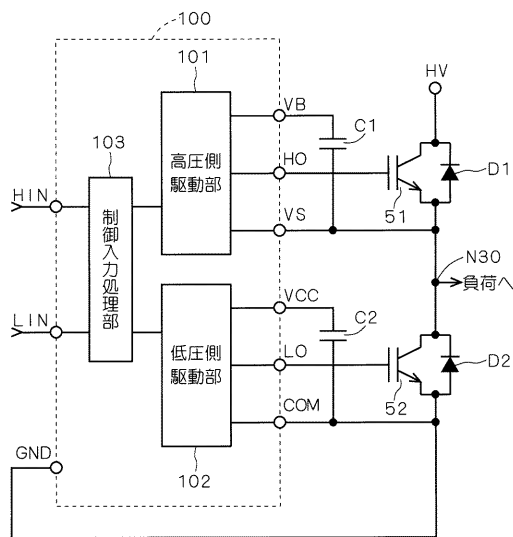 100
101
HV
VB
C1
103
高圧側
駆動部
HO
D1
51
HIN
VS
制御入力処理部
N30
負荷へ
VCC
LIN
C2
低圧側
駆動部
LO
D2
52
COM
GND
102